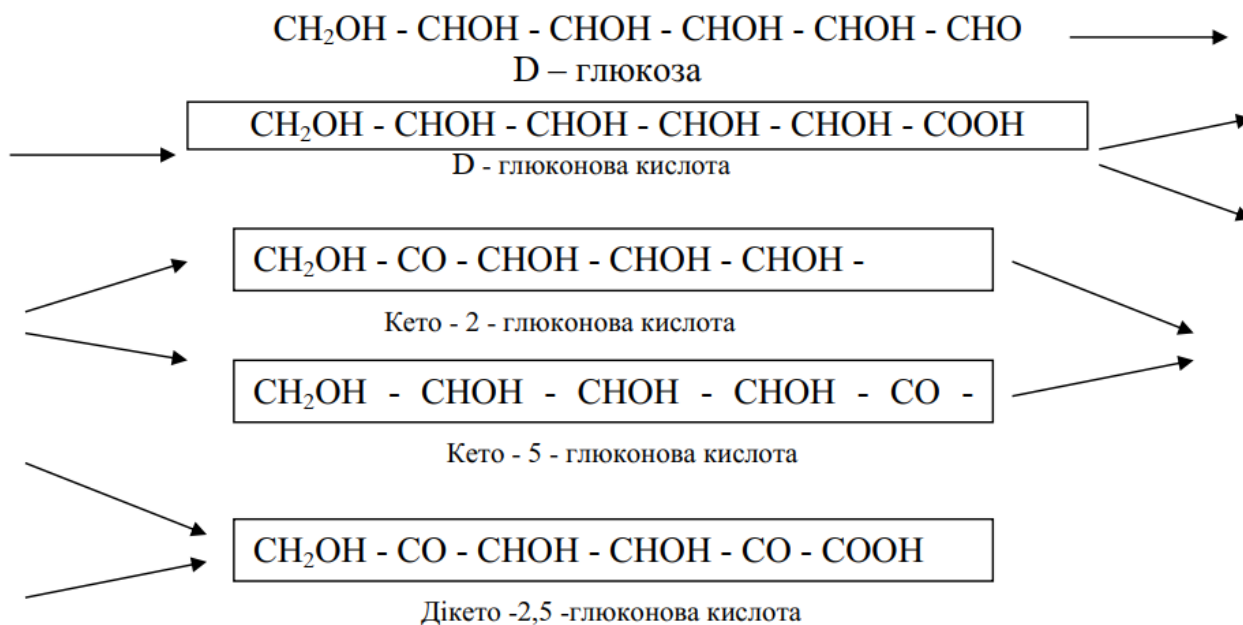 CH₂OH - CHOH - CHOH - CHOH - CHOH - CHO
D – глюкоза
CH₂OH - CHOH - CHOH - CHOH - CHOH - COOH
D - глюконова кислота
CH₂OH - CO - CHOH - CHOH - CHOH -
Кето - 2 - глюконова кислота
CH₂OH - CHOH - CHOH - CHOH - CO -
Кето - 5 - глюконова кислота
CH₂OH - CO - CHOH - CHOH - CO - COOH
Дікето -2,5 -глюконова кислота